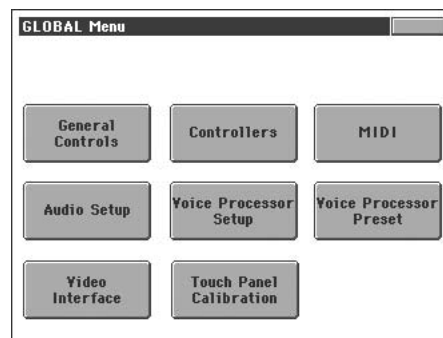 GLOBAL Menu
General
Controls
Controllers
MIDI
Audio Setup
Voice Processor
Setup
Voice Processor
Preset
Video
Interface
Touch Panel
Calibration